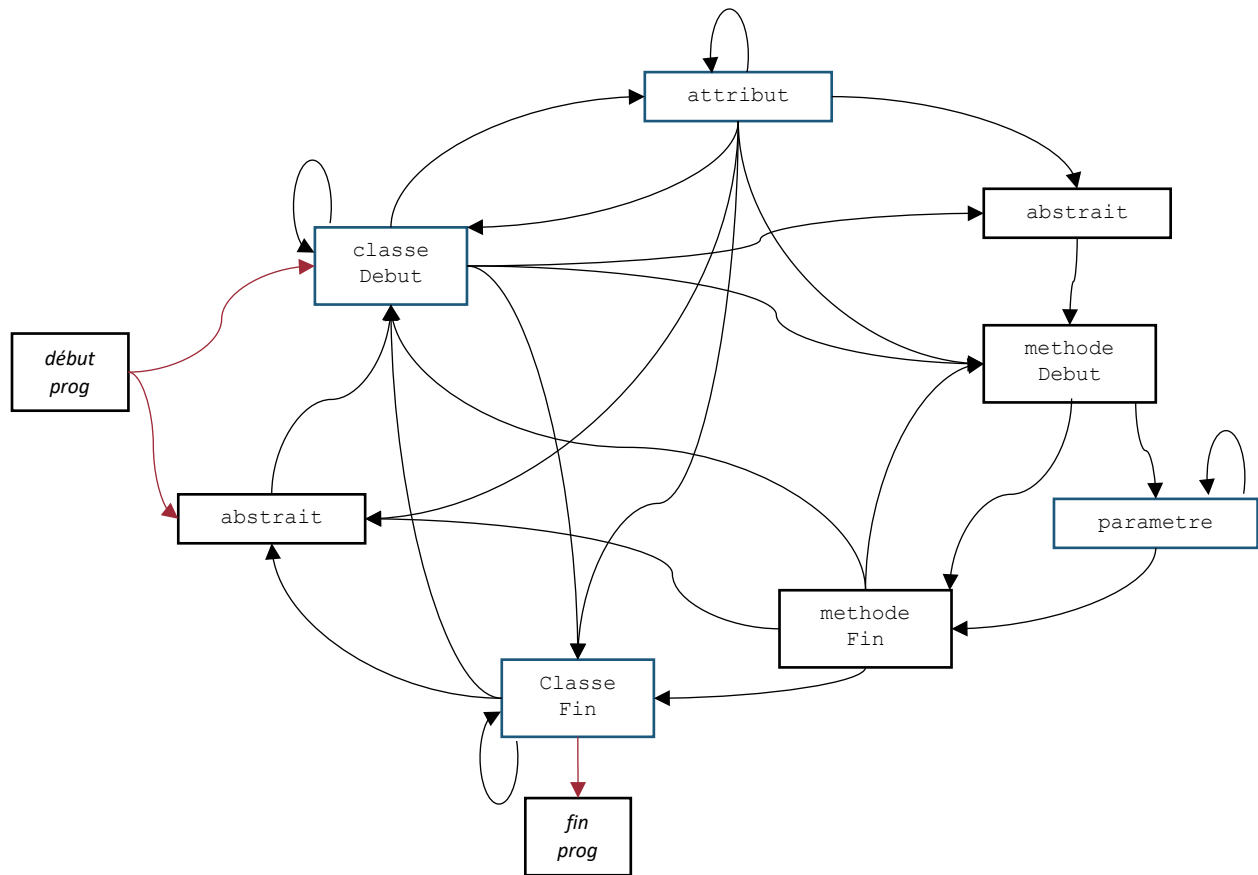 attribut
abstrait
classe
Debut
début
prog
methode
Debut
abstrait
parametre
methode
Fin
Classe
Fin
fin
prog